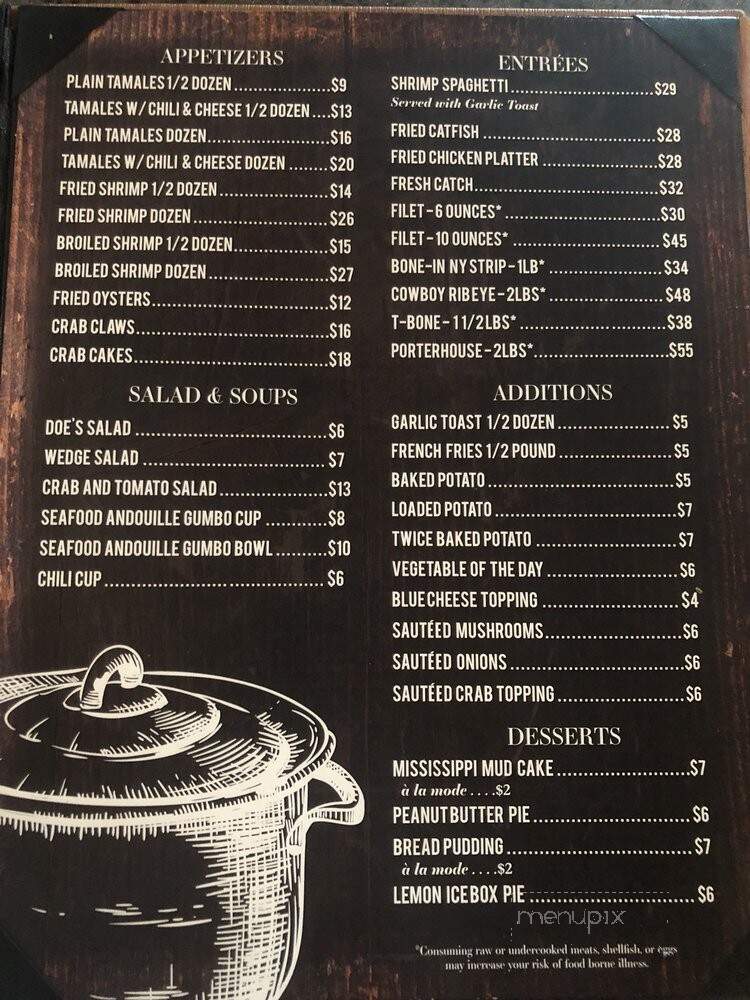 APPETIZERS
PLAIN TAMALES 1/2 DOZEN....................$9
TAMALES W/ CHILI & CHEESE 1/2 DOZEN ....$13
PLAIN TAMALES DOZEN.........................$16
TAMALES W/ CHILI & CHEESE DOZEN ........$20
FRIED SHRIMP 1/2 DOZEN......................$14
FRIED SHRIMP DOZEN...........................$26
BROILED SHRIMP 1/2 DOZEN...................$15
BROILED SHRIMP DOZEN ........................$27
FRIED OYSTERS...................................$12
CRAB CLAWS.......................................$16
CRAB CAKES.......................................$18
SALAD & SOUPS
DOE'S SALAD .......................................$6
WEDGE SALAD .....................................$7
CRAB AND TOMATO SALAD......................$13
SEAFOOD ANDOUILLE GUMBO CUP ............$8
SEAFOOD ANDOUILLE GUMBO BOWL..........$10
CHILI CUP........................................... $6
ENTRÉES
SHRIMP SPAGHETTI.............................$29
Served with Garlic Toast
FRIED CATFISH ...................................$28
FRIED CHICKEN PLATTER .......................$28
FRESH CATCH.....................................$32
FILET - 6 OUNCES* ...............................$30
FILET - 10 OUNCES* ..............................$45
BONE-IN NY STRIP - 1LB* .......................$34
COWBOY RIBEYE - 2LBS* .......................$48
T-BONE - 1 1/2 LBS* .............................$38
PORTERHOUSE - 2LBS*...........................$55
ADDITIONS
GARLIC TOAST 1/2 DOZEN...................... $5
FRENCH FRIES 1/2 POUND ......................$5
BAKED POTATO ....................................$5
LOADED POTATO ...................................$7
TWICE BAKED POTATO ...........................$7
VEGETABLE OF THE DAY .........................$6
BLUE CHEESE TOPPING ..........................$4
SAUTÉED MUSHROOMS...........................$6
SAUTÉED ONIONS .................................$6
SAUTÉED CRAB TOPPING.........................$6
DESSERTS
MISSISSIPPI MUD CAKE .........................$7
à la mode . . . .$2
PEANUT BUTTER PIE..............................$6
BREAD PUDDING ...................................$7
à la mode . . . .$2
LEMON ICEBOX PIE ................................$6
menupix
*Consuming raw or undercooked meats, shellfish, or eggs
may increase your risk of food borne illness.